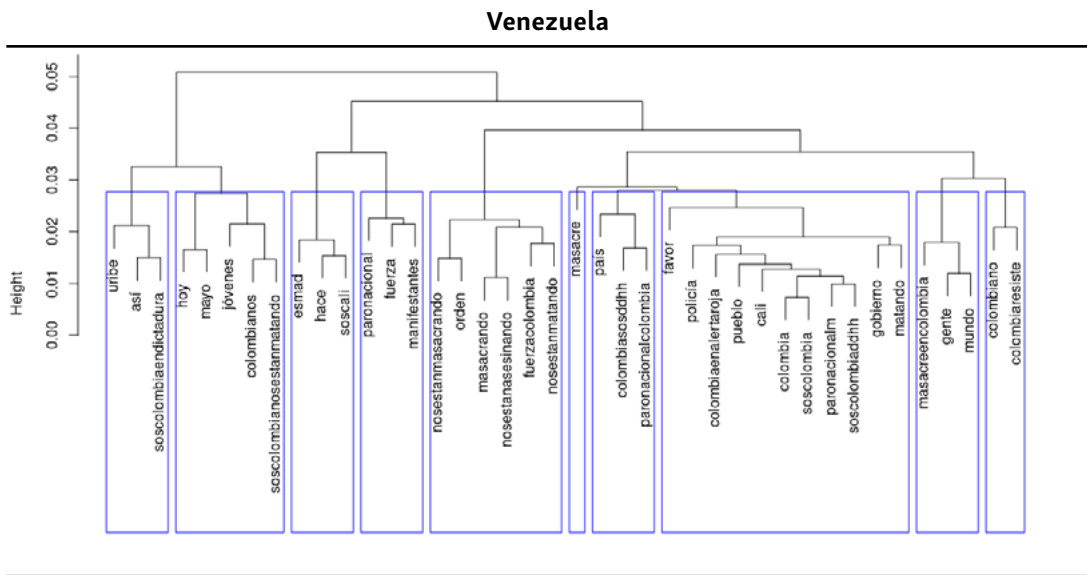 Venezuela
0.05
0.04
0.03
0.02
0.01
0.00
Height
uribe
así
soscolombiaendictadura
hoy
mayo
jóvenes
colombianos
soscolombianosestanmatando
esmad
hace
soscali
paronacional
fuerza
manifestantes
nosestanmasacrando
orden
masacrando
nosestanasesinando
fuerzacolombia
nosestanmatando
masacre
país
colombiasosddhh
paronacionalcolombia
favor
policía
colombiaenalertaroja
pueblo
cali
colombia
soscolombia
paronacionalm
soscolombiaddhh
gobierno
matando
masacreencolombia
gente
mundo
colombiano
colombiaresiste